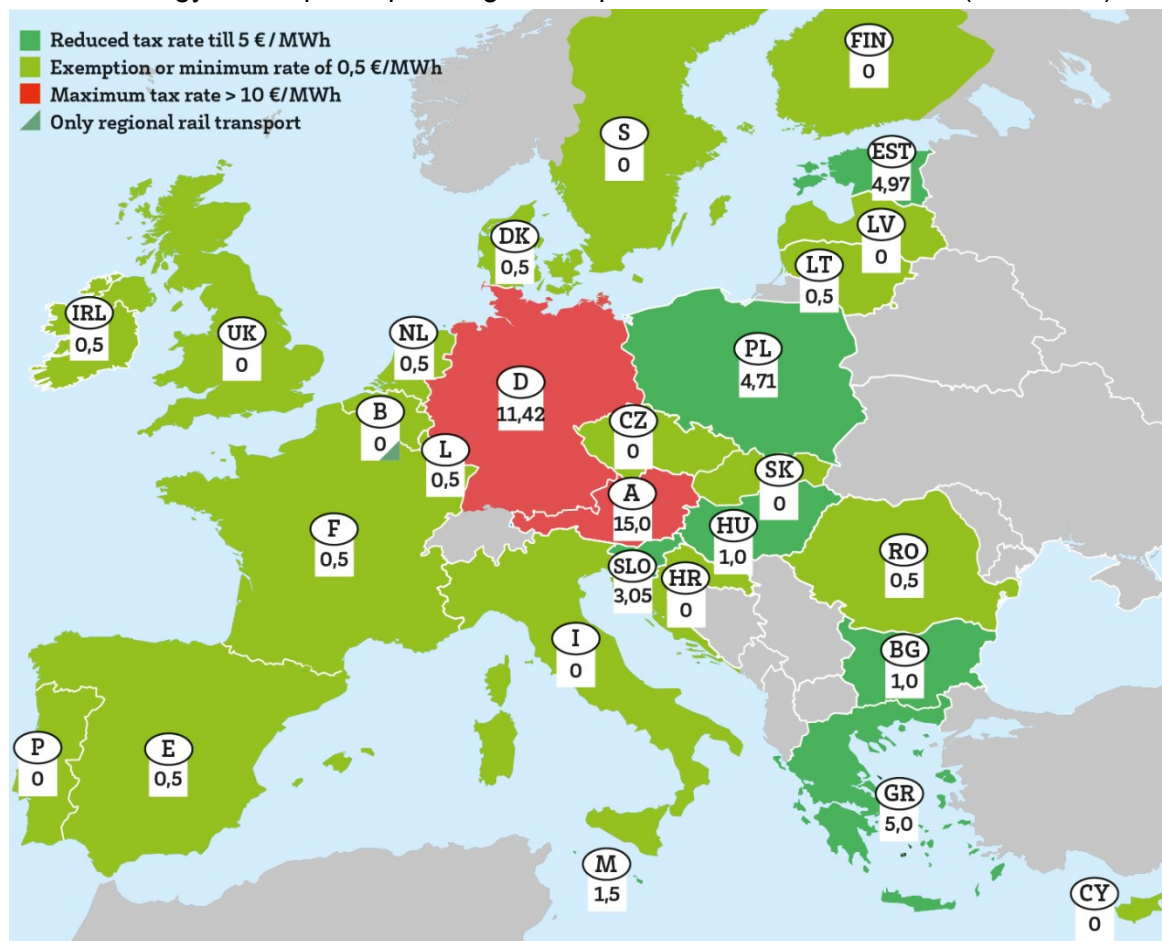 Reduced tax rate till 5 €/MWh
Exemption or minimum rate of 0,5 €/MWh
Maximum tax rate > 10 €/MWh
Only regional rail transport
FIN
0
S
0
EST
4,97
LV
0
LT
0,5
DK
0,5
IRL
0,5
UK
0
NL
0,5
PL
4,71
D
11,42
B
0
CZ
0
L
0,5
SK
0
A
15,0
F
0,5
HU
1,0
RO
0,5
SLO
3,05
HR
0
I
0
BG
1,0
P
0
E
0,5
GR
5,0
M
1,5
CY
0